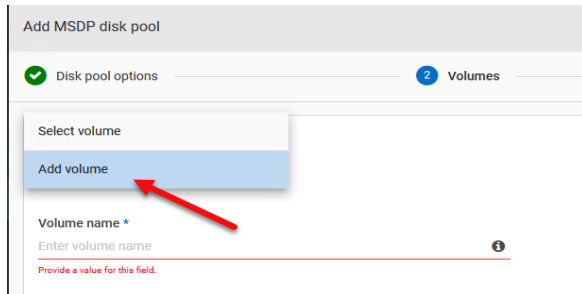 Add MSDP disk pool
Disk pool options
2 Volumes
Select volume
Add volume
Volume name *
Enter volume name
Provide a value for this field.